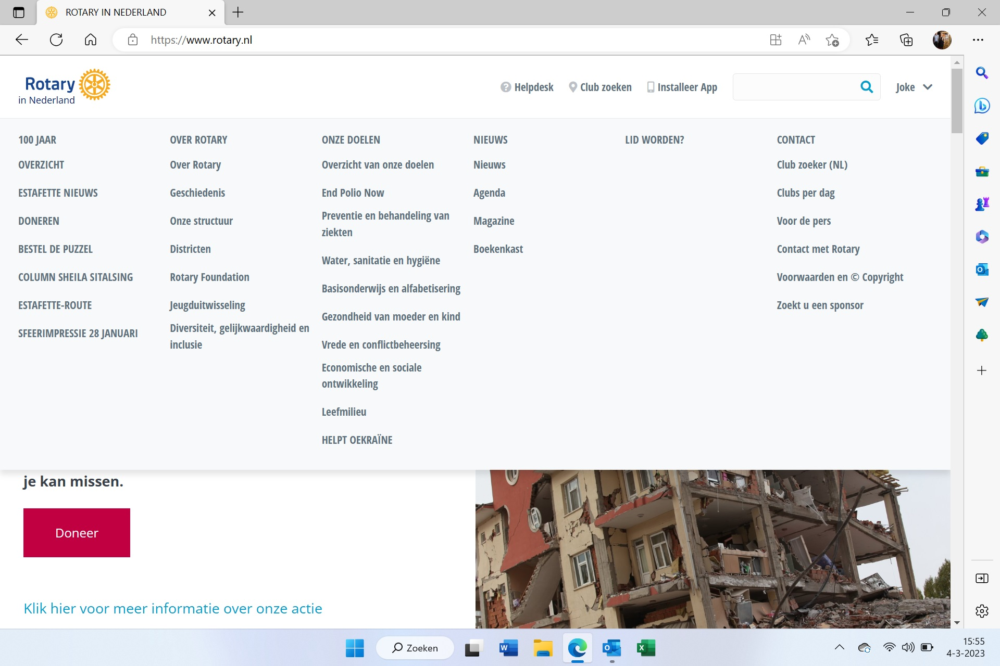 ROTARY IN NEDERLAND
https://www.rotary.nl
Rotary
in Nederland
Helpdesk
Club zoeken
Installeer App
Joke
100 JAAR
OVERZICHT
ESTAFETTE NIEUWS
DONEREN
BESTEL DE PUZZEL
COLUMN SHEILA SITALSING
ESTAFETTE-ROUTE
SFEERIMPRESSIE 28 JANUARI
OVER ROTARY
Over Rotary
Geschiedenis
Onze structuur
Districten
Rotary Foundation
Jeugduitwisseling
Diversiteit, gelijkwaardigheid en
inclusie
ONZE DOELEN
Overzicht van onze doelen
End Polio Now
Preventie en behandeling van
ziekten
Water, sanitatie en hygiëne
Basisonderwijs en alfabetisering
Gezondheid van moeder en kind
Vrede en conflictbeheersing
Economische en sociale
ontwikkeling
Leefmilieu
HELPT OEKRAÏNE
NIEUWS
Nieuws
Agenda
Magazine
Boekenkast
LID WORDEN?
CONTACT
Club zoeker (NL)
Clubs per dag
Voor de pers
Contact met Rotary
Voorwaarden en © Copyright
Zoekt u een sponsor
je kan missen.
Doneer
Klik hier voor meer informatie over onze actie
Zoeken
15:55
4-3-2023